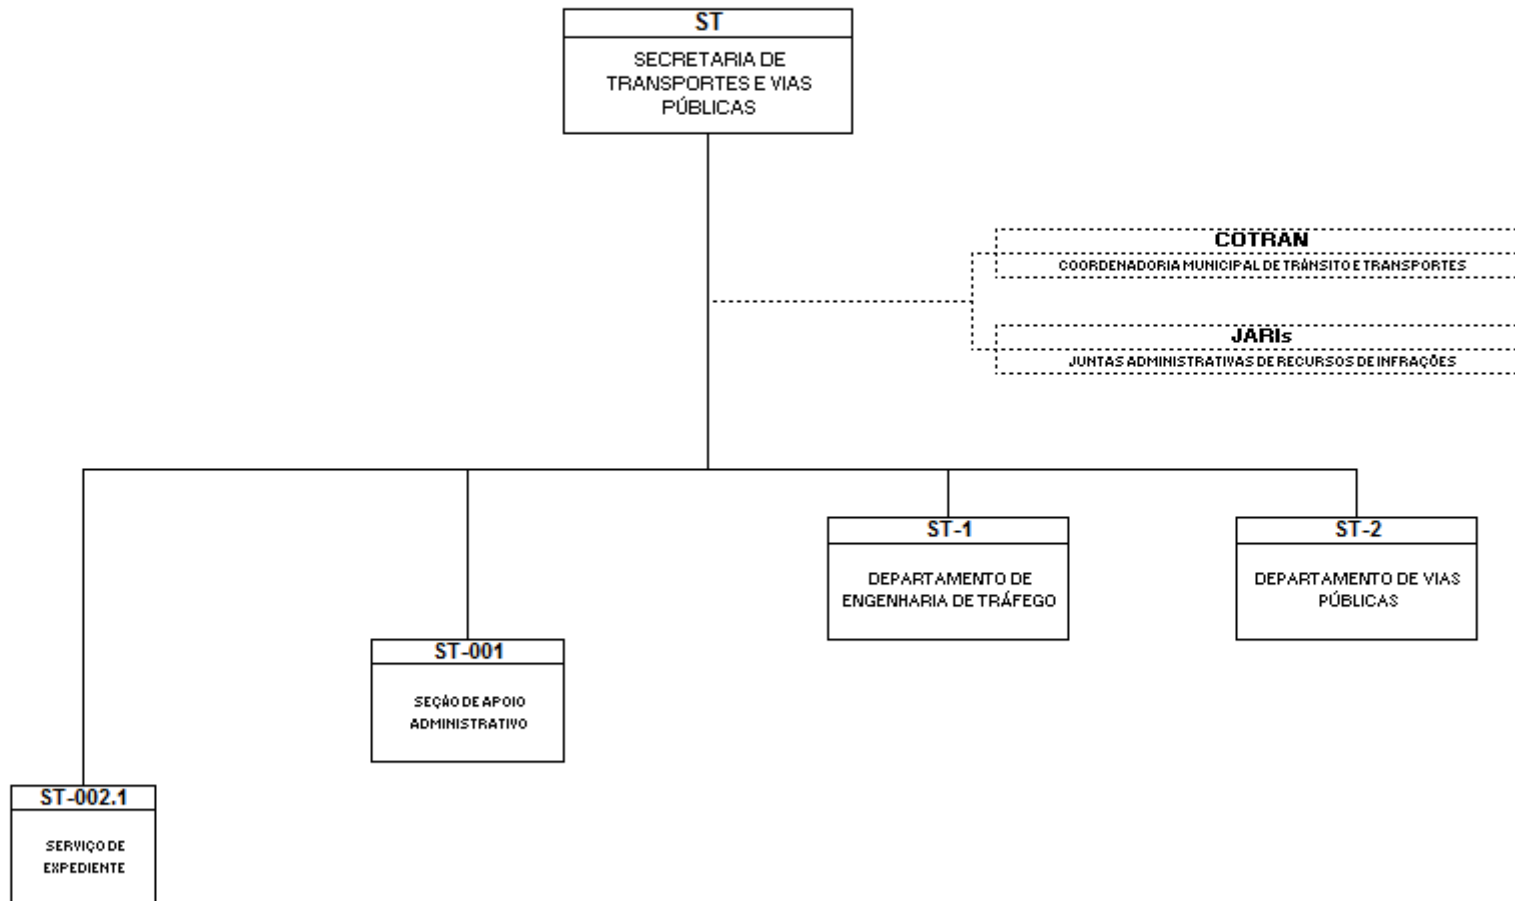 ST
SECRETARIA DE
TRANSPORTES E VIAS
PÚBLICAS
COTRAN
COORDENADORIA MUNICIPAL DE TRÂNSITO E TRANSPORTES
JARIs
JUNTAS ADMINISTRATIVAS DE RECURSOS DE INFRAÇÕES
ST-1
DEPARTAMENTO DE
ENGENHARIA DE TRÁFEGO
ST-2
DEPARTAMENTO DE VIAS
PÚBLICAS
ST-001
SEÇÃO DE APOIO
ADMINISTRATIVO
ST-002.1
SERVIÇO DE
EXPEDIENTE